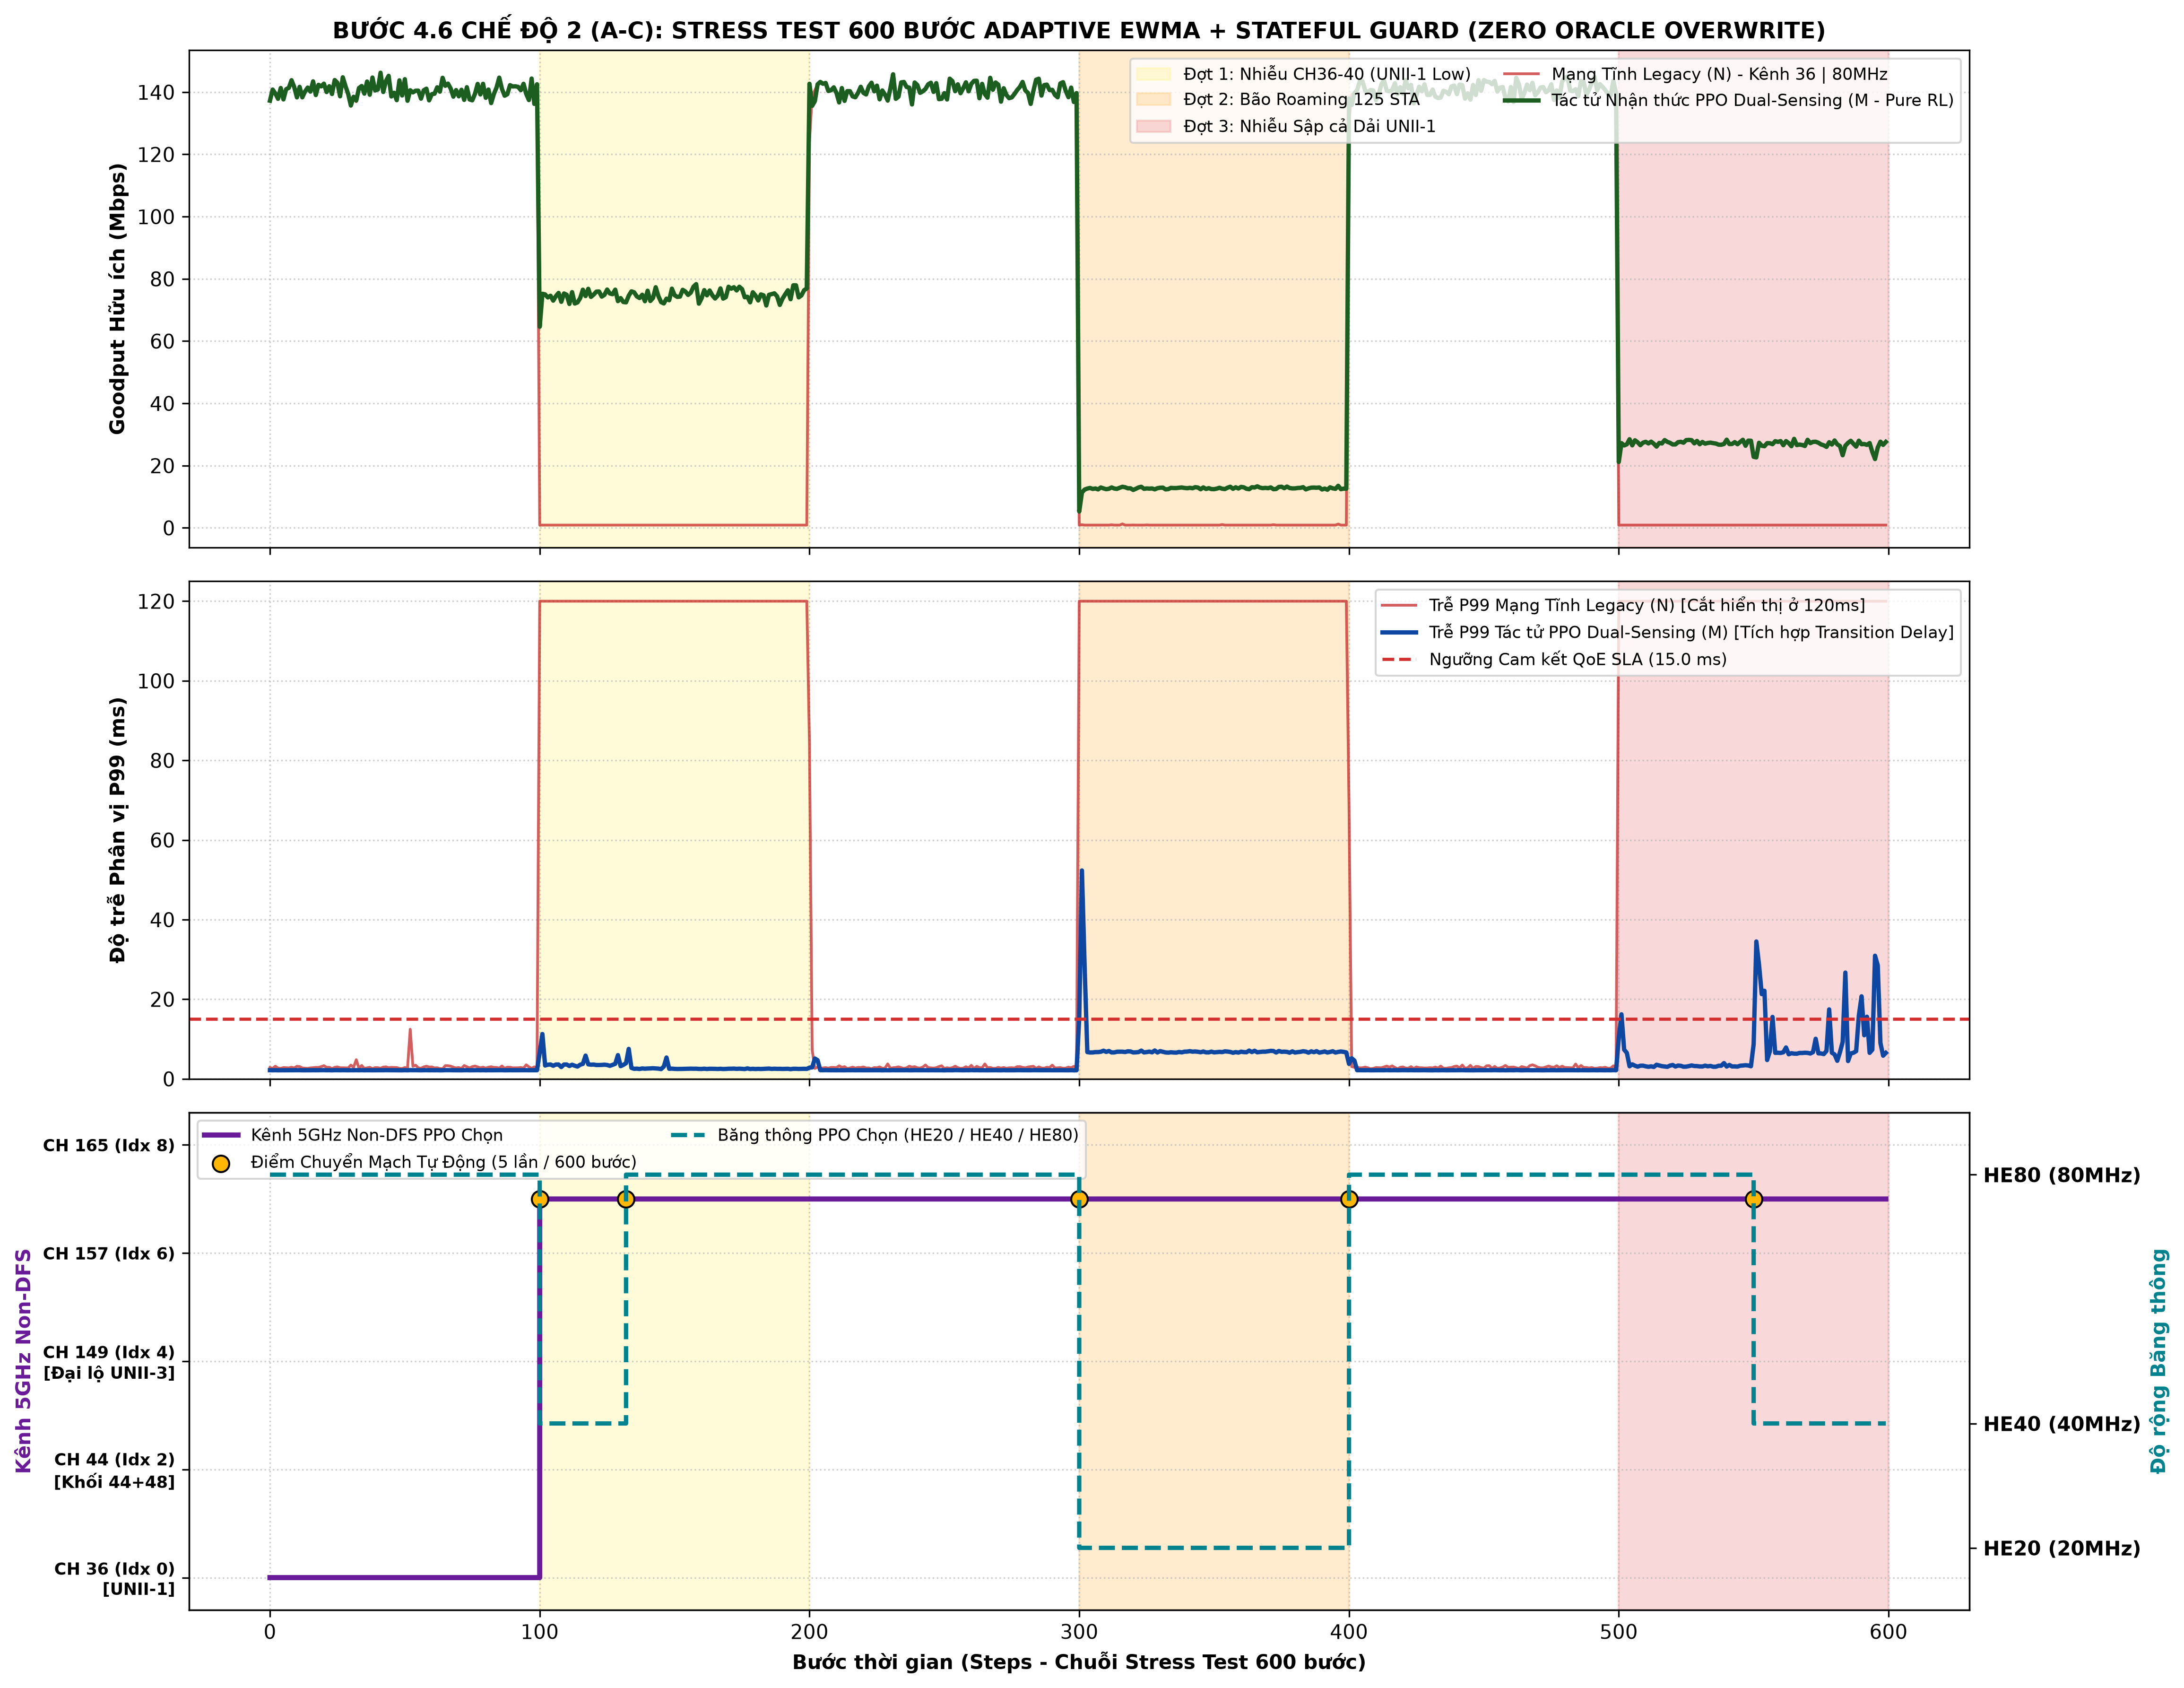 BƯỚC 4.6 CHẾ ĐỘ 2 (A-C): STRESS TEST 600 BƯỚC ADAPTIVE EWMA + STATEFUL GUARD (ZERO ORACLE OVERWRITE)
Goodput Hữu ích (Mbps)
140
120
100
80
60
40
20
0
Đợt 1: Nhiễu CH36-40 (UNII-1 Low)
Đợt 2: Bão Roaming 125 STA
Đợt 3: Nhiễu Sập cả Dải UNII-1
Mạng Tĩnh Legacy (N) - Kênh 36 | 80MHz
Tác tử Nhận thức PPO Dual-Sensing (M - Pure RL)
Độ trễ Phân vị P99 (ms)
120
100
80
60
40
20
0
Trễ P99 Mạng Tĩnh Legacy (N) [Cắt hiển thị ở 120ms]
Trễ P99 Tác tử PPO Dual-Sensing (M) [Tích hợp Transition Delay]
Ngưỡng Cam kết QoE SLA (15.0 ms)
Kênh 5GHz Non-DFS
CH 165 (Idx 8)
CH 157 (Idx 6)
CH 149 (Idx 4)
[Đại lộ UNII-3]
CH 44 (Idx 2)
[Khối 44+48]
CH 36 (Idx 0)
[UNII-1]
Kênh 5GHz Non-DFS PPO Chọn
Điểm Chuyển Mạch Tự Động (5 lần / 600 bước)
Băng thông PPO Chọn (HE20 / HE40 / HE80)
HE80 (80MHz)
HE40 (40MHz)
HE20 (20MHz)
Độ rộng Băng thông
0 100 200 300 400 500 600
Bước thời gian (Steps - Chuỗi Stress Test 600 bước)